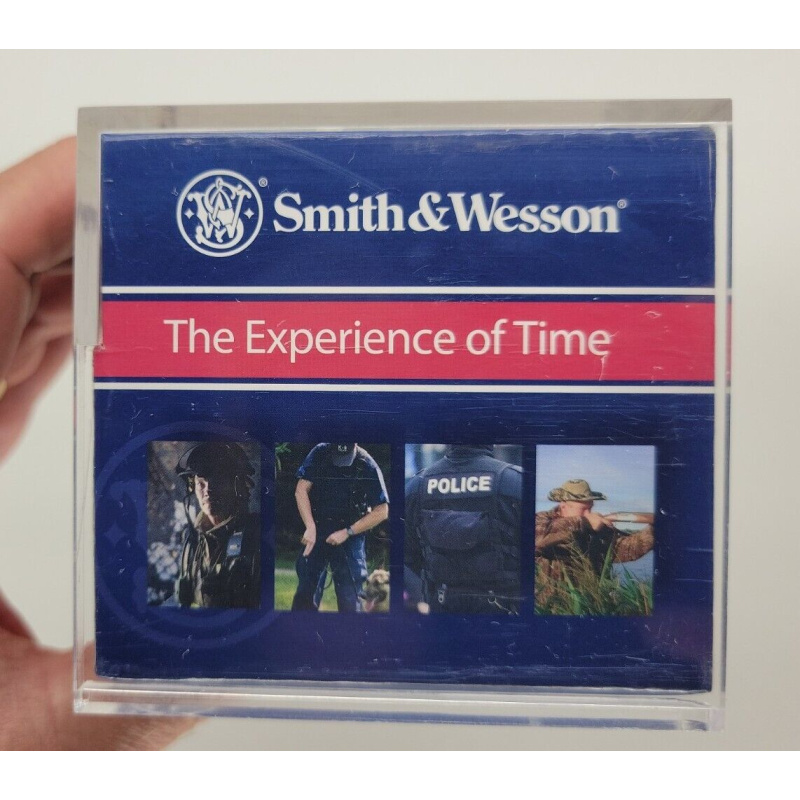 Smith & Wesson®
The Experience of Time
POLICE